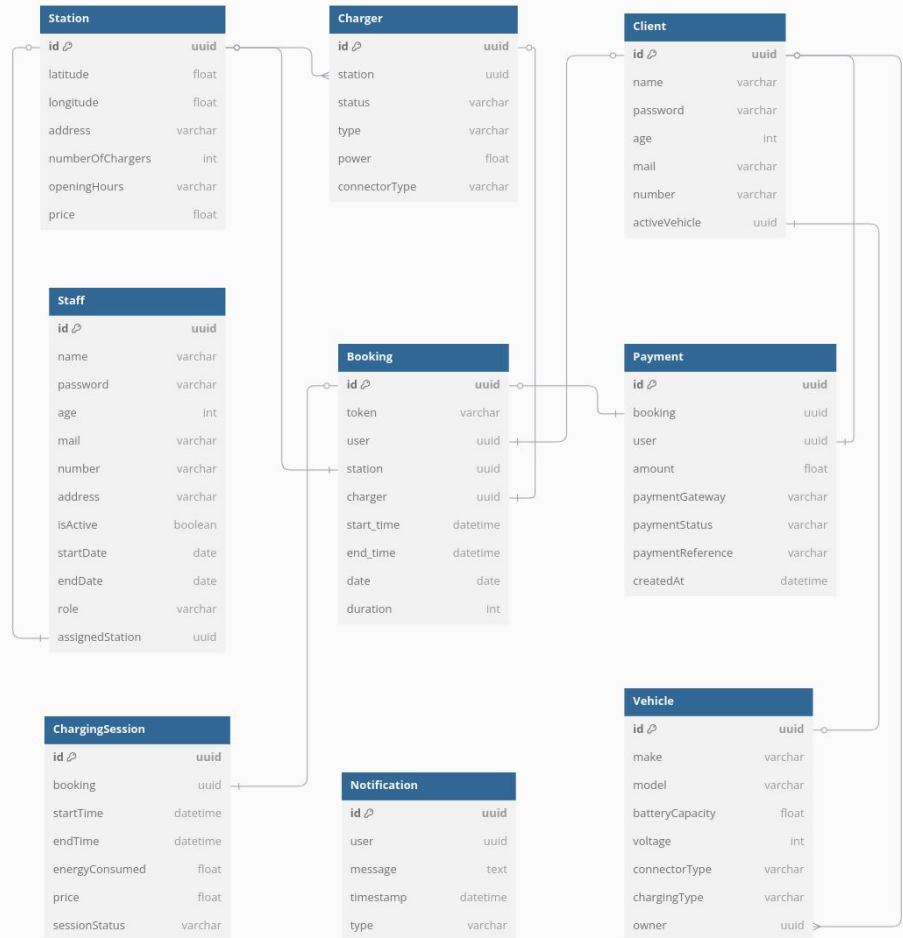 Station
id uuid
latitude float
longitude float
address varchar
numberOfChargers int
openingHours varchar
price float
Charger
id uuid
station uuid
status varchar
type varchar
power float
connectorType varchar
Client
id uuid
name varchar
password varchar
age int
mail varchar
number varchar
activeVehicle uuid
Staff
id uuid
name varchar
password varchar
age int
mail varchar
number varchar
address varchar
isActive boolean
startDate date
endDate date
role varchar
assignedStation uuid
Booking
id uuid
token varchar
user uuid
station uuid
charger uuid
start_time datetime
end_time datetime
date date
duration int
Payment
id uuid
booking uuid
user uuid
amount float
paymentGateway varchar
paymentStatus varchar
paymentReference varchar
createdAt datetime
ChargingSession
id uuid
booking uuid
startTime datetime
endTime datetime
energyConsumed float
price float
sessionStatus varchar
Notification
id uuid
user uuid
message text
timestamp datetime
type varchar
Vehicle
id uuid
make varchar
model varchar
batteryCapacity float
voltage int
connectorType varchar
chargingType varchar
owner uuid